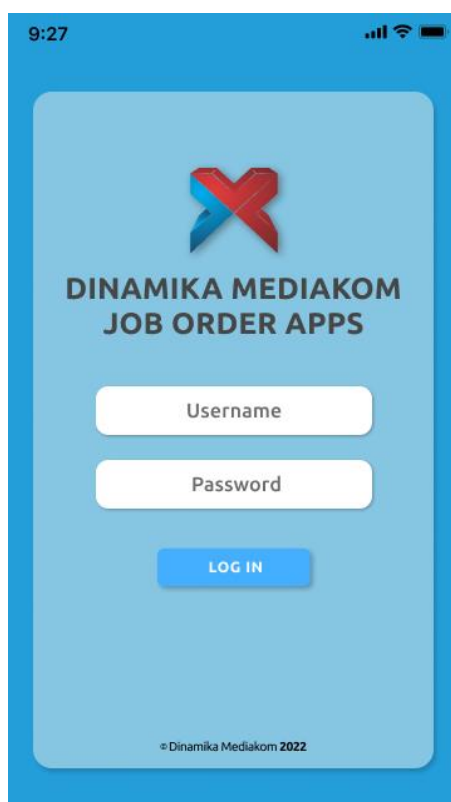 9:27
DINAMIKA MEDIAKOM
JOB ORDER APPS
Username
Password
LOG IN
© Dinamika Mediakom 2022